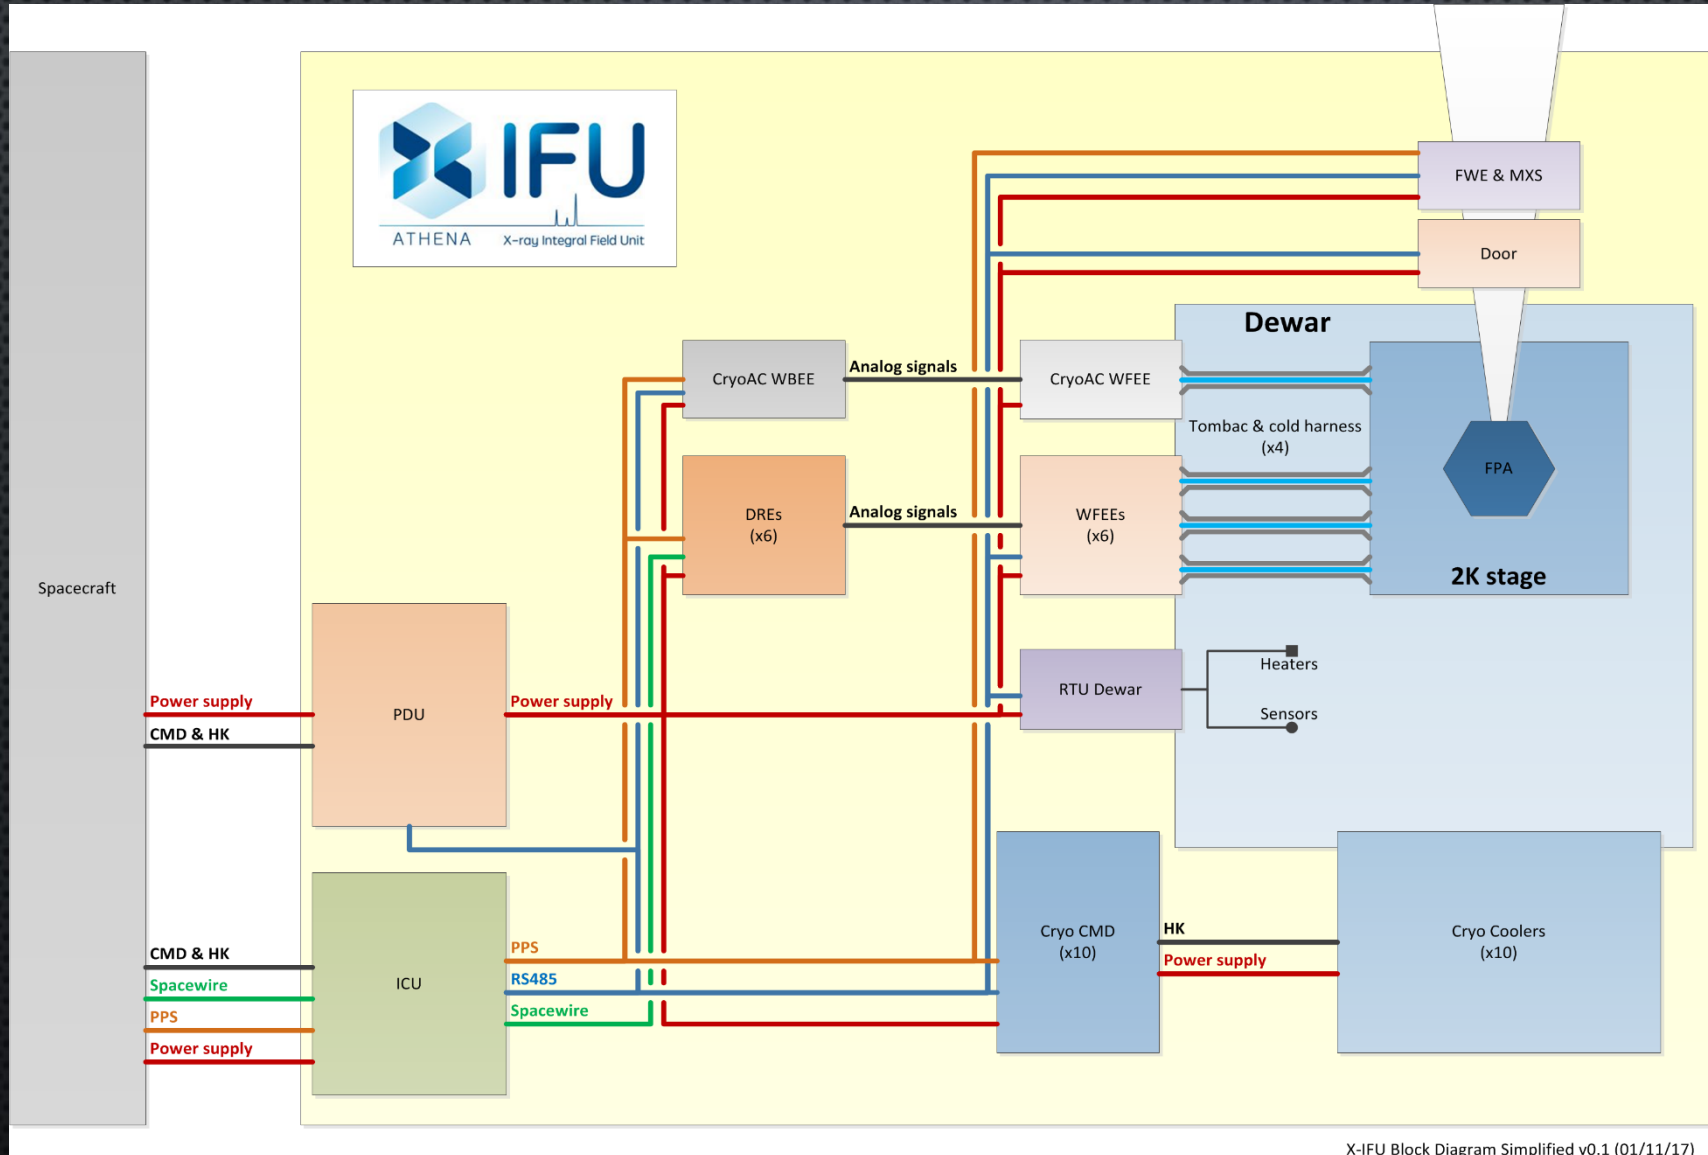 IFU
ATHENA
X-ray Integral Field Unit
FWE & MXS
Door
Dewar
CryoAC WBEE
Analog signals
CryoAC WFEE
Tombac & cold harness
(x4)
FPA
DREs
(x6)
Analog signals
WFEEs
(x6)
2K stage
Spacecraft
Power supply
CMD & HK
PDU
Power supply
RTU Dewar
Heaters
Sensors
CMD & HK
Spacewire
PPS
Power supply
ICU
PPS
RS485
Spacewire
Cryo CMD
(x10)
HK
Power supply
Cryo Coolers
(x10)
X-IFU Block Diagram Simplified v0.1 (01/11/17)